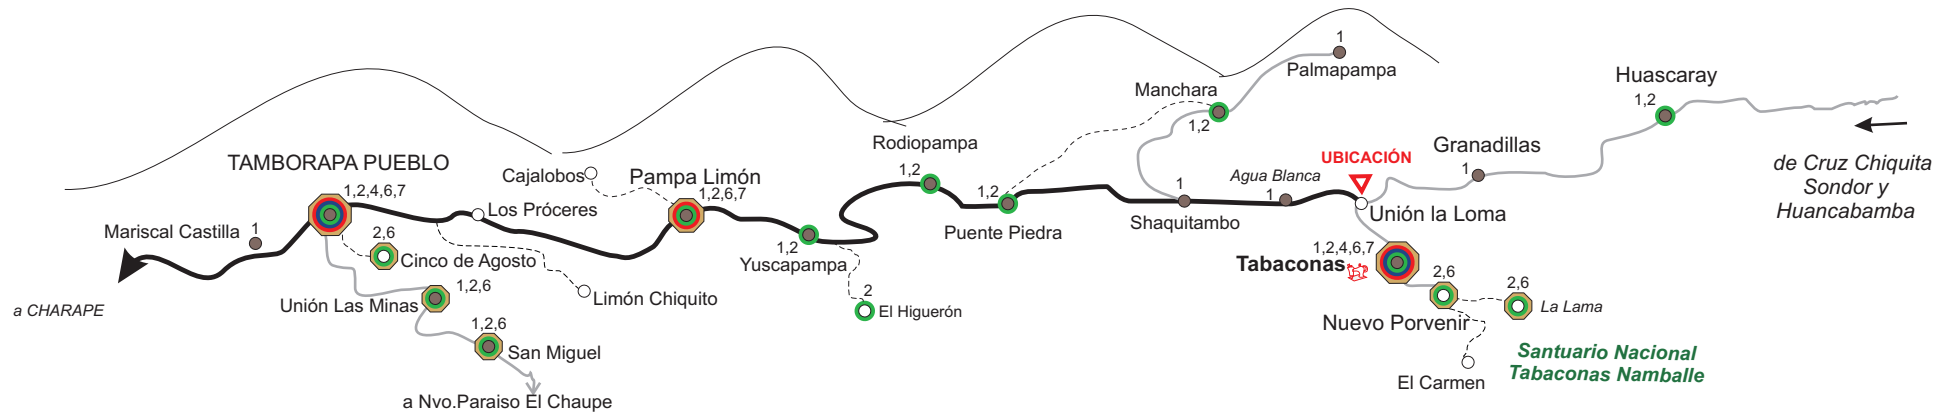 1
Palmapampa
Huascaray
1,2
Manchara
1,2
Rodiopampa
1,2
Granadillas
1
de Cruz Chiquita
Sondor y
Huancabamba
UBICACIÓN
TAMBORAPA PUEBLO
1,2,4,6,7
Cajalobos
Pampa Limón
1,2,6,7
1,2
Puente Piedra
1
Shaquitambo
Agua Blanca
1
Unión la Loma
Los Próceres
Mariscal Castilla
1
2,6
Cinco de Agosto
1,2
Yuscapampa
1,2,4,6,7
Tabaconas
Unión Las Minas
1,2,6
Limón Chiquito
2
El Higuerón
2,6
Nuevo Porvenir
2,6
La Lama
a CHARAPE
1,2,6
San Miguel
Santuario Nacional
Tabaconas Namballe
El Carmen
a Nvo.Paraiso El Chaupe